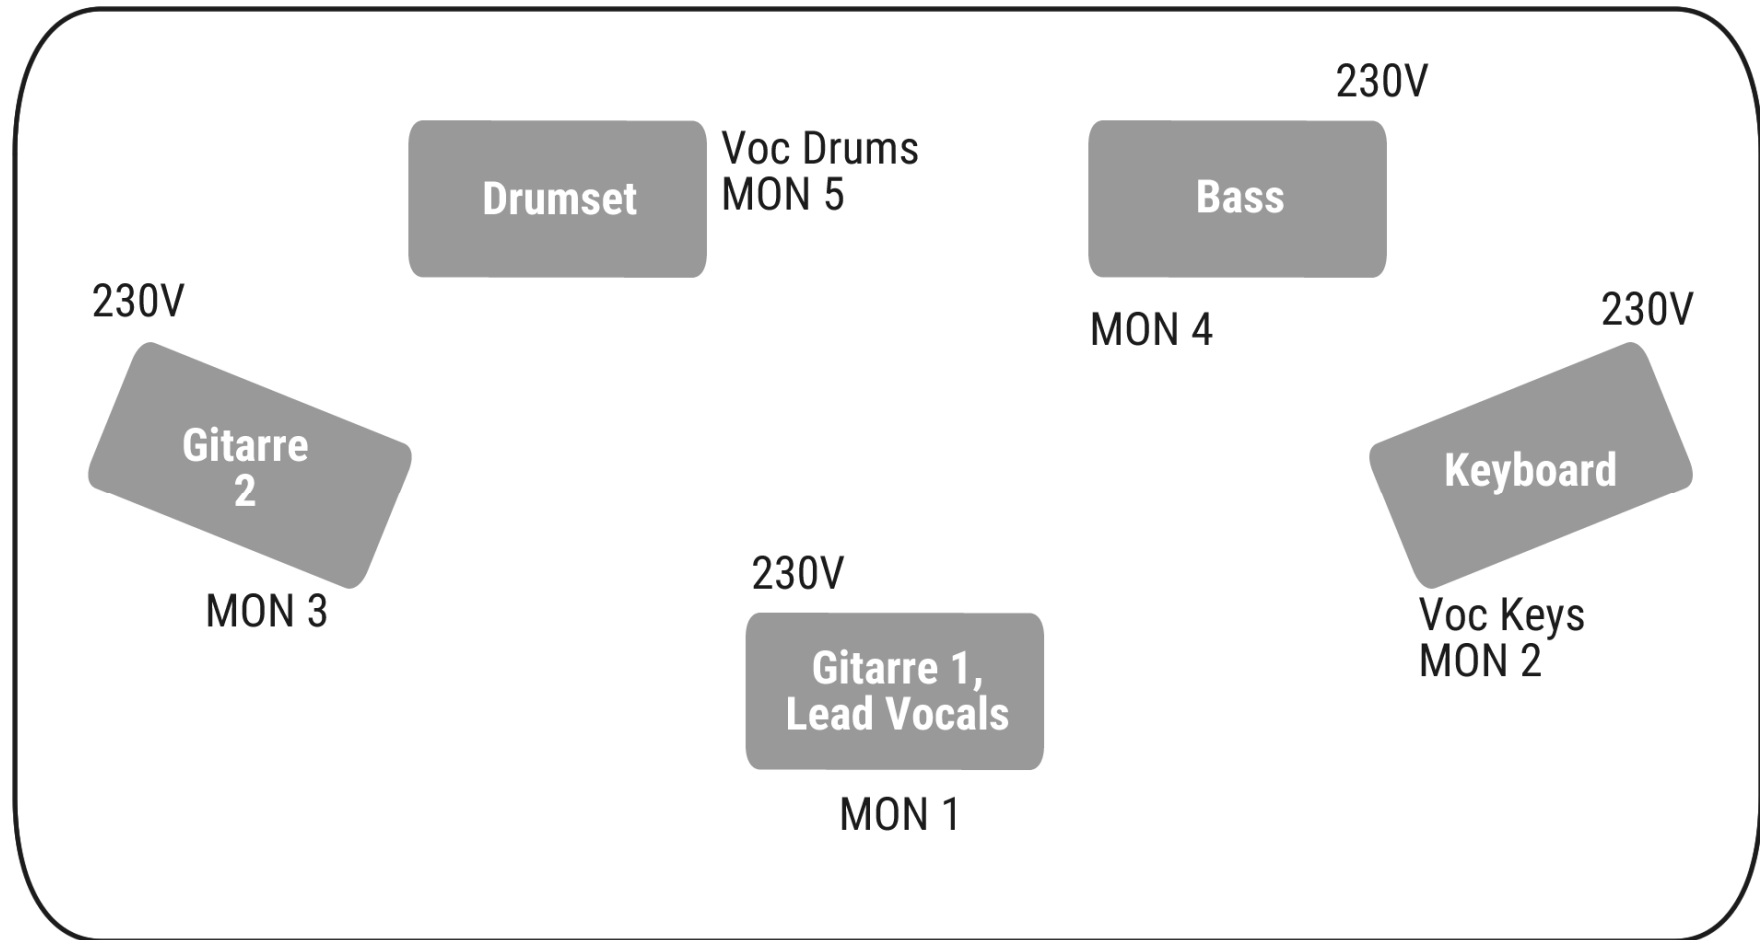 230V
Voc Drums
MON 5
Drumset
Bass
230V
MON 4
230V
Gitarre
2
MON 3
Keyboard
Voc Keys
MON 2
230V
Gitarre 1,
Lead Vocals
MON 1